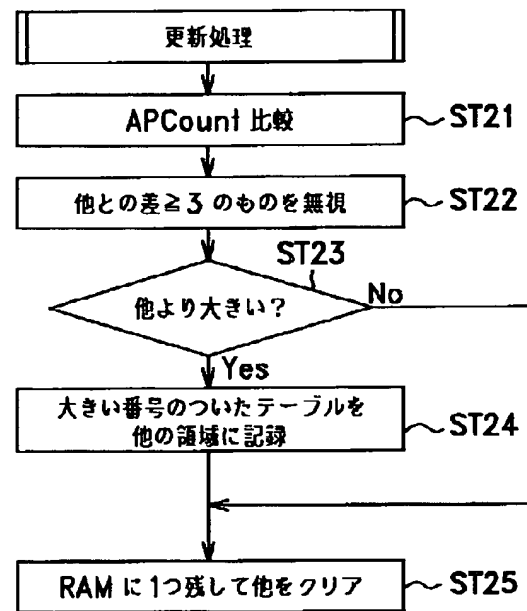 更新処理
APCount 比較
ST21
他との差≧3 のものを無視
ST22
ST23
他より大きい?
No
Yes
大きい番号のついたテーブルを
他の領域に記録
ST24
RAM に1つ残して他をクリア
ST25